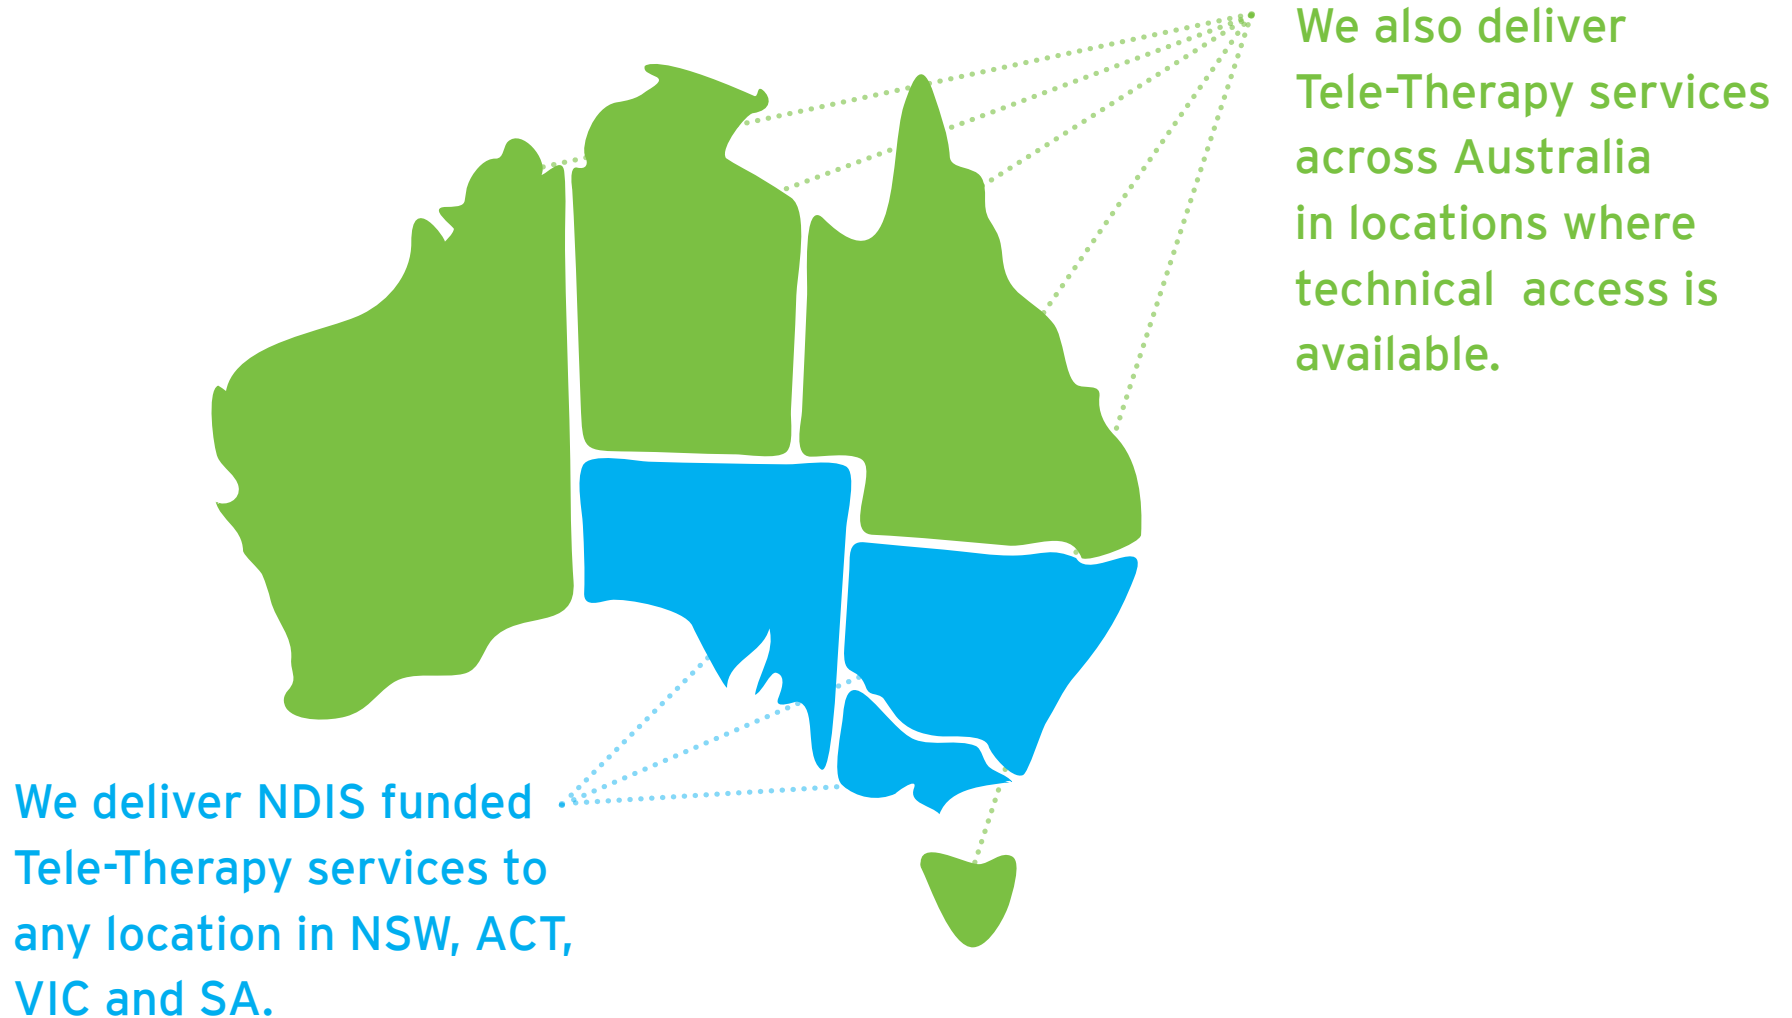 We also deliver
Tele-Therapy services
across Australia
in locations where
technical  access is
available.
We deliver NDIS funded
Tele-Therapy services to
any location in NSW, ACT,
VIC and SA.